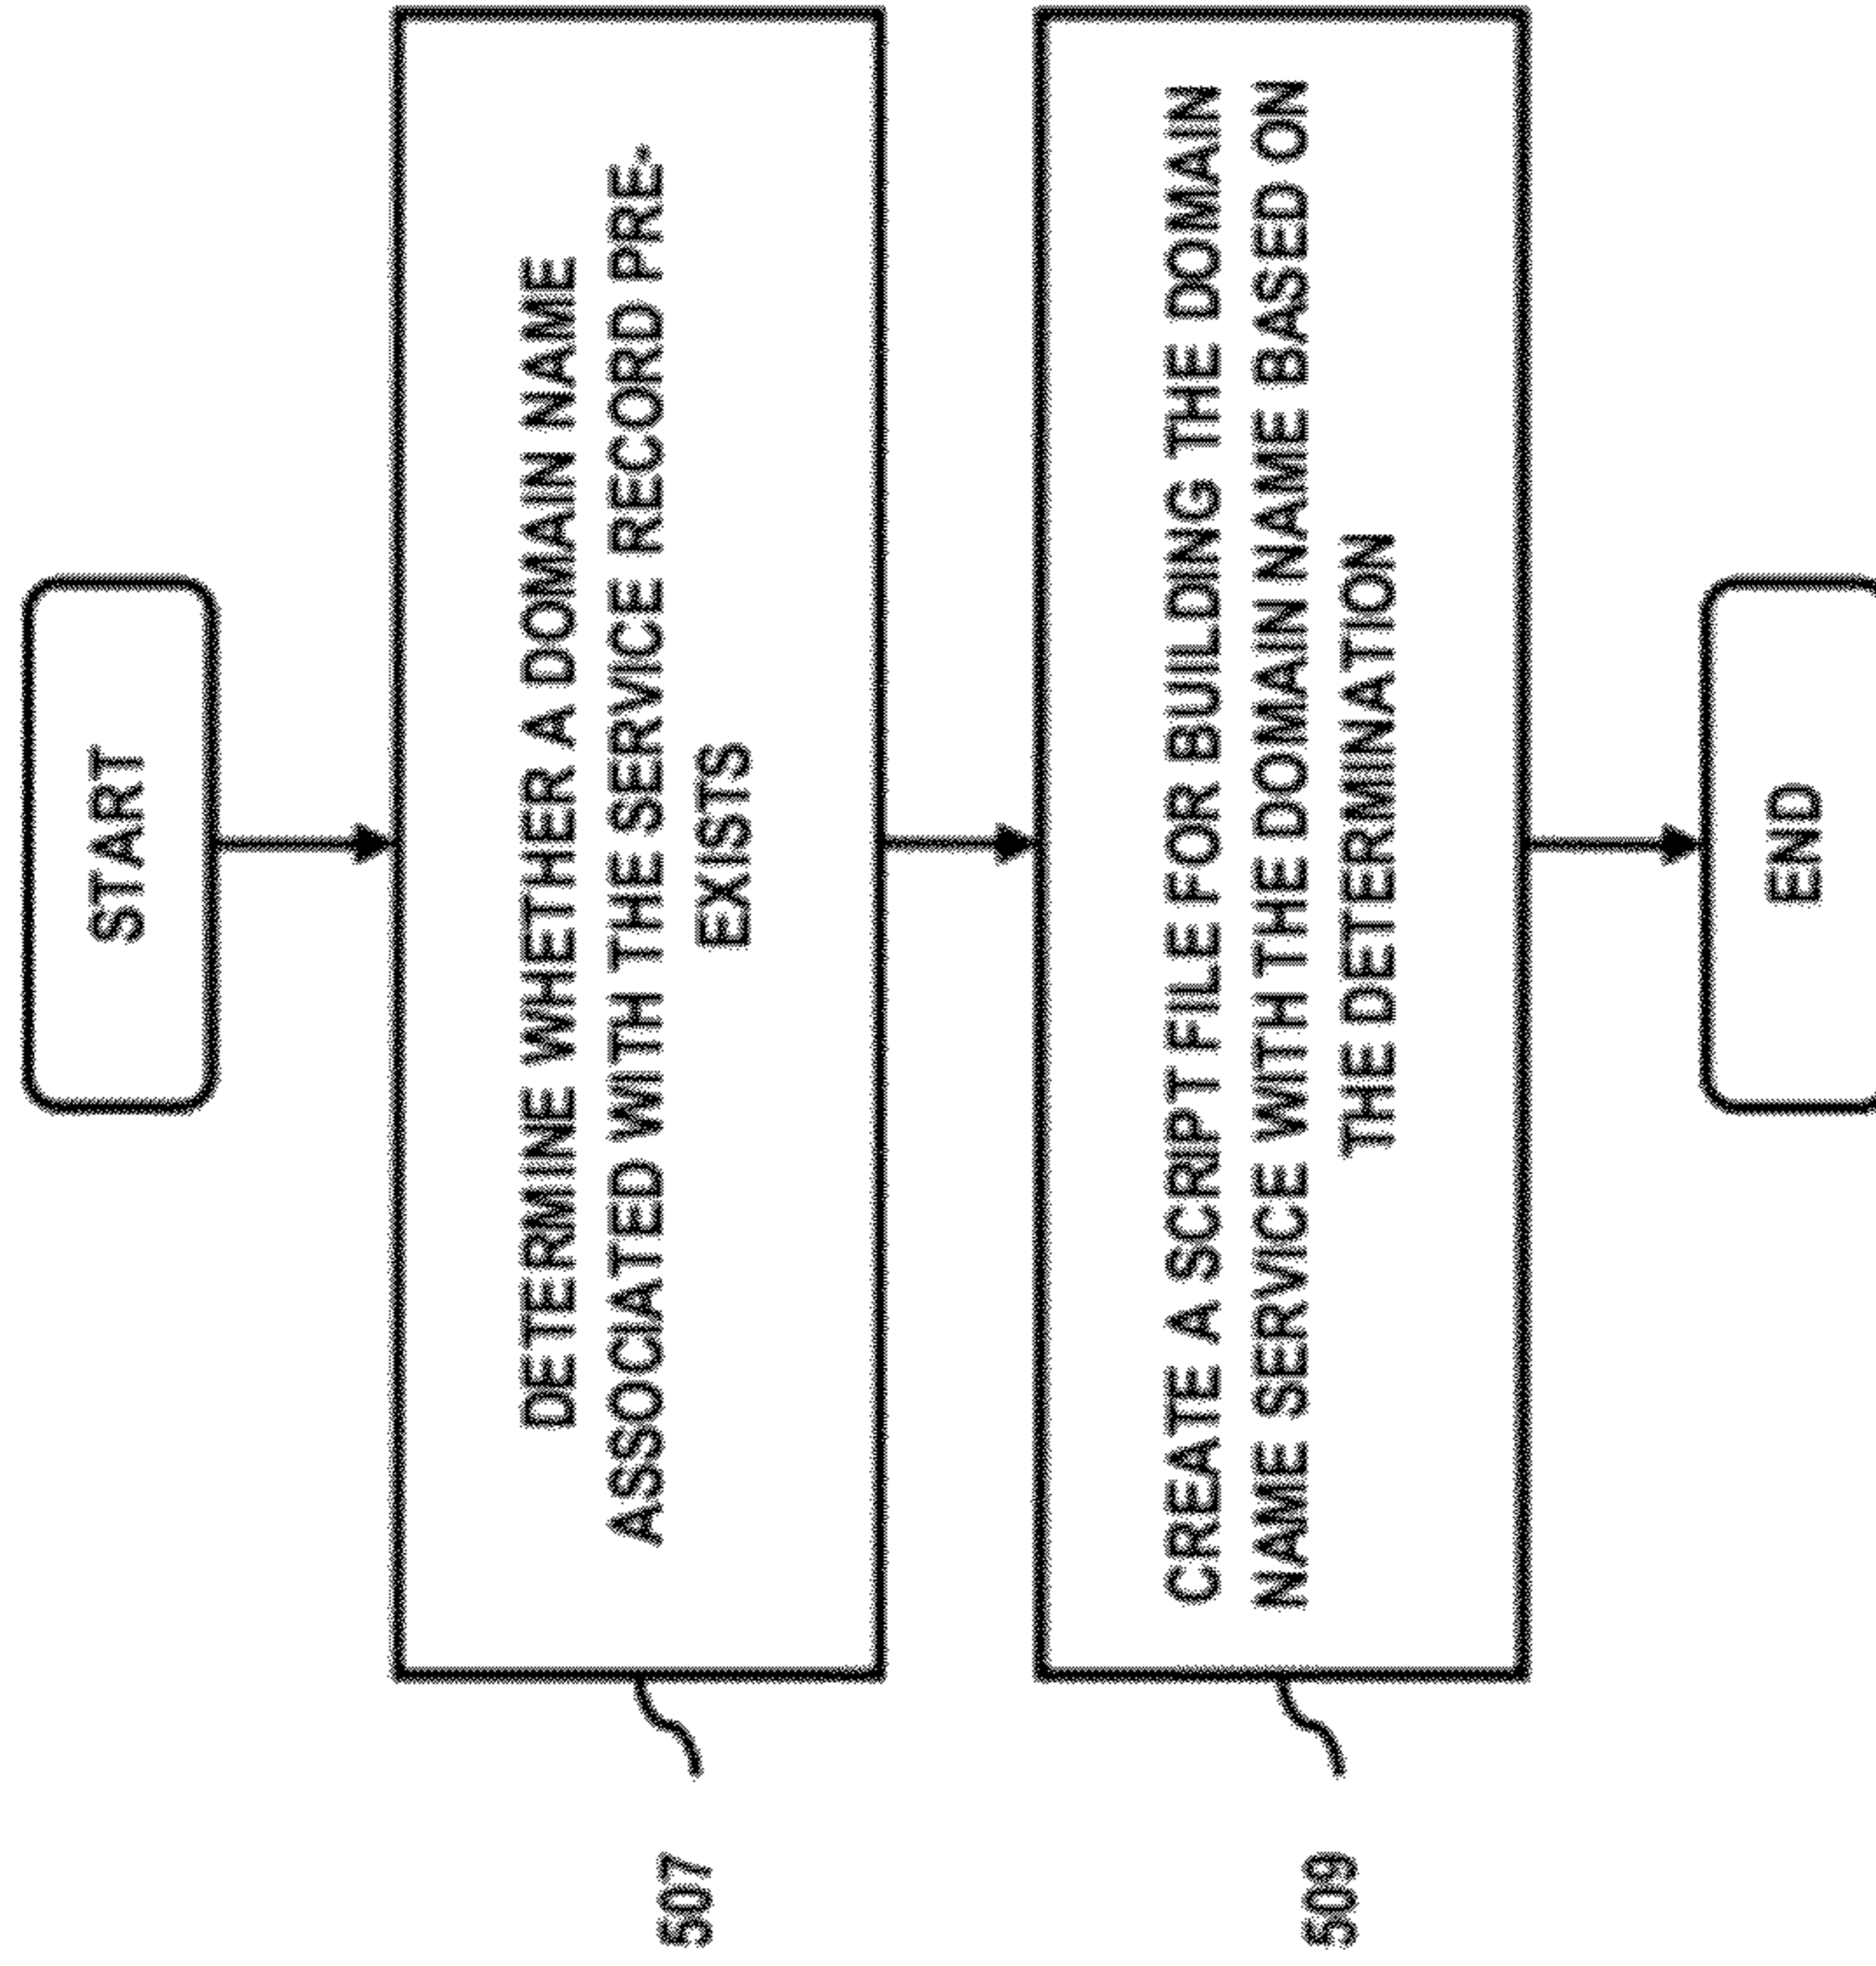 START
DETERMINE WHETHER A DOMAIN NAME
ASSOCIATED WITH THE SERVICE RECORD PRE-
EXISTS
507
CREATE A SCRIPT FILE FOR BUILDING THE DOMAIN
NAME SERVICE WITH THE DOMAIN NAME BASED ON
THE DETERMINATION
509
END